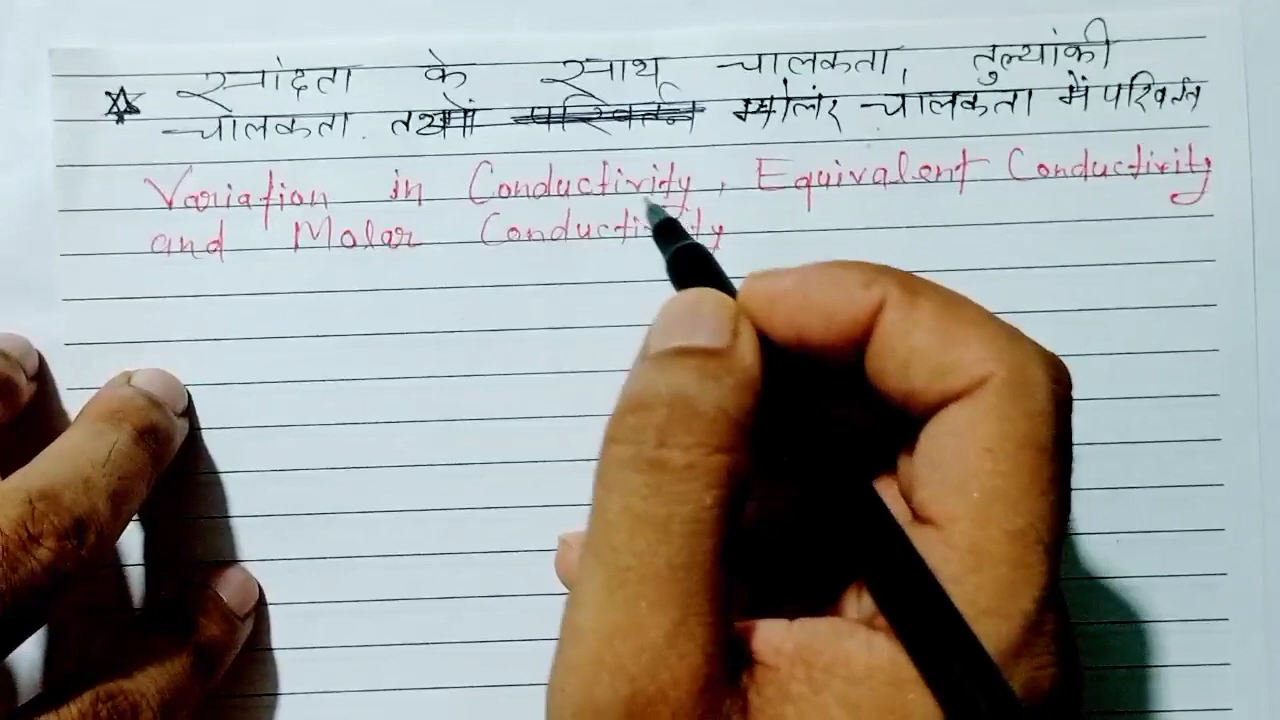 सांद्रता के साथ चालकता, तुल्यांकी
चालकता. तथा मोलर चालकता में परिवर्तन
Variation in Conductivity, Equivalent Conductivity
and Molar Conductivity